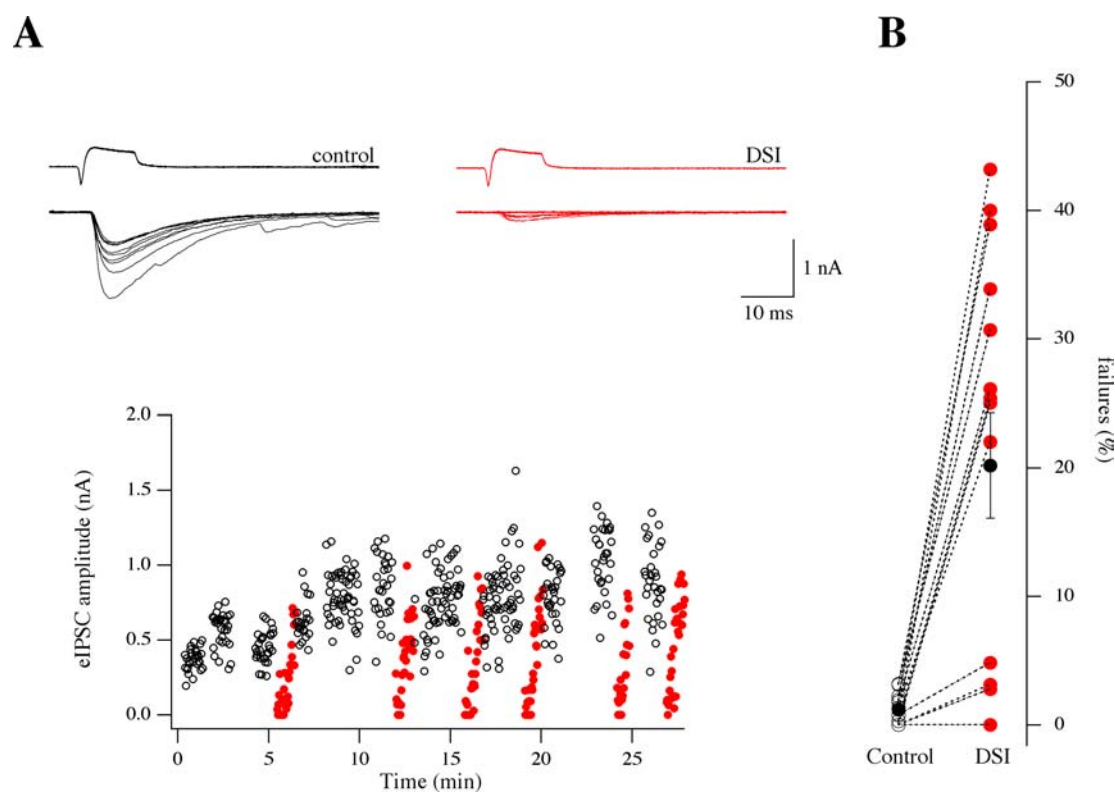 A
control
DSI
1 nA
10 ms
2.0
1.5
1.0
0.5
0.0
eIPSC amplitude (nA)
0 5 10 15 20 25
Time (min)
B
50
40
30
20
10
0
failures (%)
Control DSI